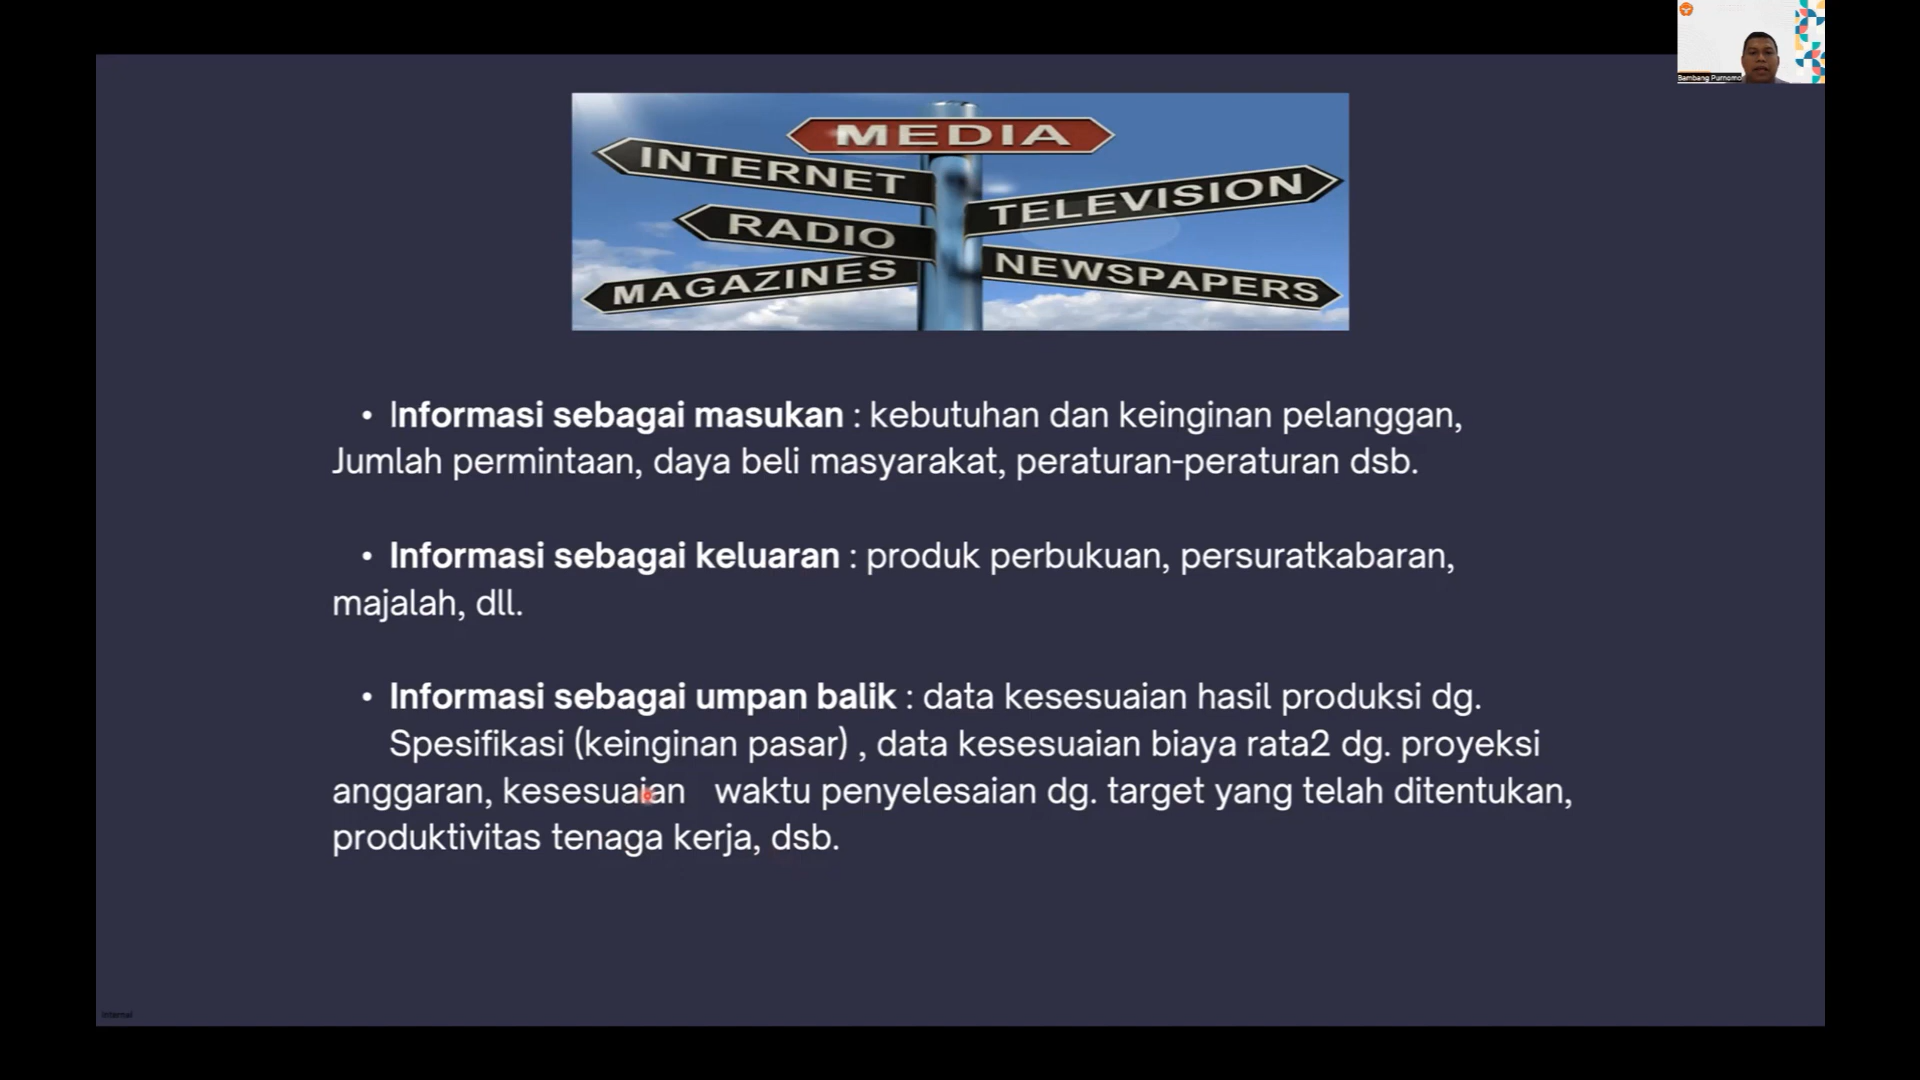 Bambang Purnomo
MEDIA
INTERNET
TELEVISION
RADIO
NEWSPAPERS
MAGAZINES
• Informasi sebagai masukan : kebutuhan dan keinginan pelanggan,
Jumlah permintaan, daya beli masyarakat, peraturan-peraturan dsb.
• Informasi sebagai keluaran : produk perbukuan, persuratkabaran,
majalah, dll.
• Informasi sebagai umpan balik : data kesesuaian hasil produksi dg.
Spesifikasi (keinginan pasar) , data kesesuaian biaya rata2 dg. proyeksi
anggaran, kesesuaian waktu penyelesaian dg. target yang telah ditentukan,
produktivitas tenaga kerja, dsb.
Internal